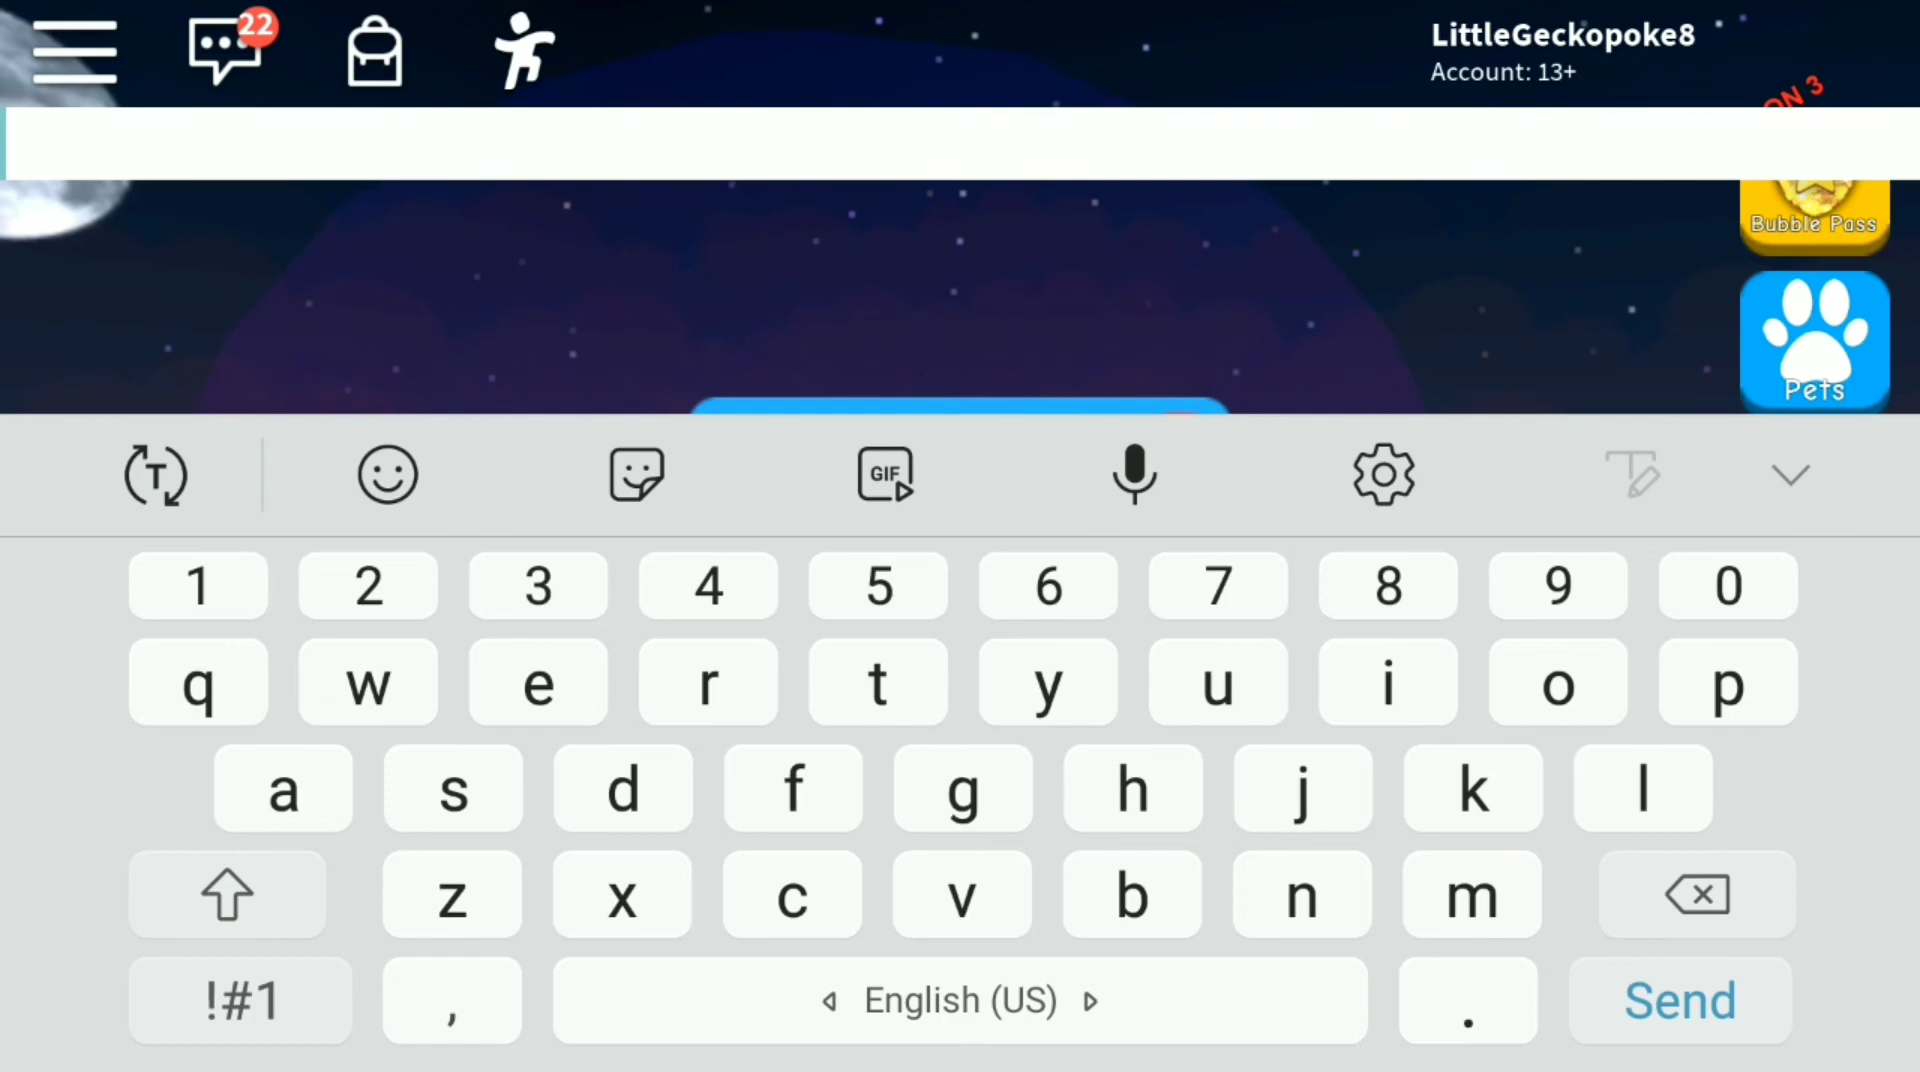 22
LittleGeckopoke8
Account: 13+
ON 3
Bubble Pass
Pets
T
GIF
1 2 3 4 5 6 7 8 9 0
q w e r t y u i o p
a s d f g h j k l
z x c v b n m
!#1 , English (US) . Send